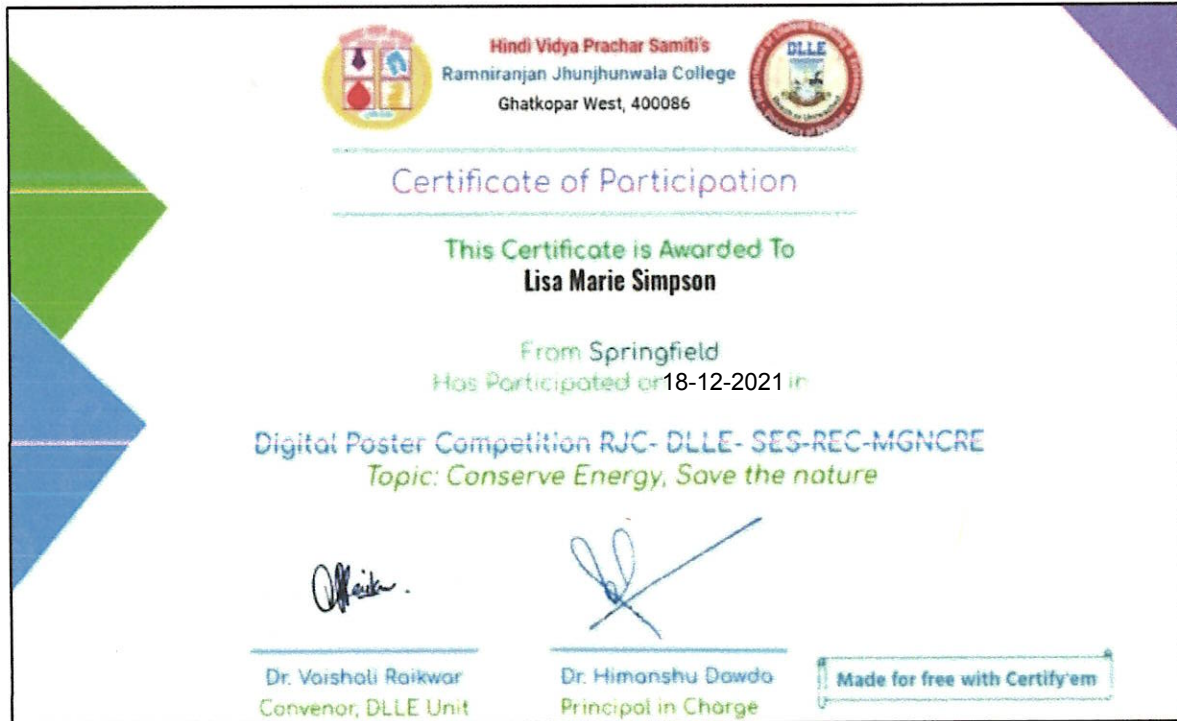 Hindi Vidya Prachar Samiti's
Ramniranjan Jhunjhunwala College
Ghatkopar West, 400086
DLLE
Certificate of Participation
This Certificate is Awarded To
Lisa Marie Simpson
From Springfield
Has Participated on 18-12-2021 in
Digital Poster Competition RJC- DLLE- SES-REC-MGNCRE
Topic: Conserve Energy, Save the nature
Dr. Vaishali Raikwar
Convenor, DLLE Unit
Dr. Himanshu Dawda
Principal in Charge
Made for free with Certify'em